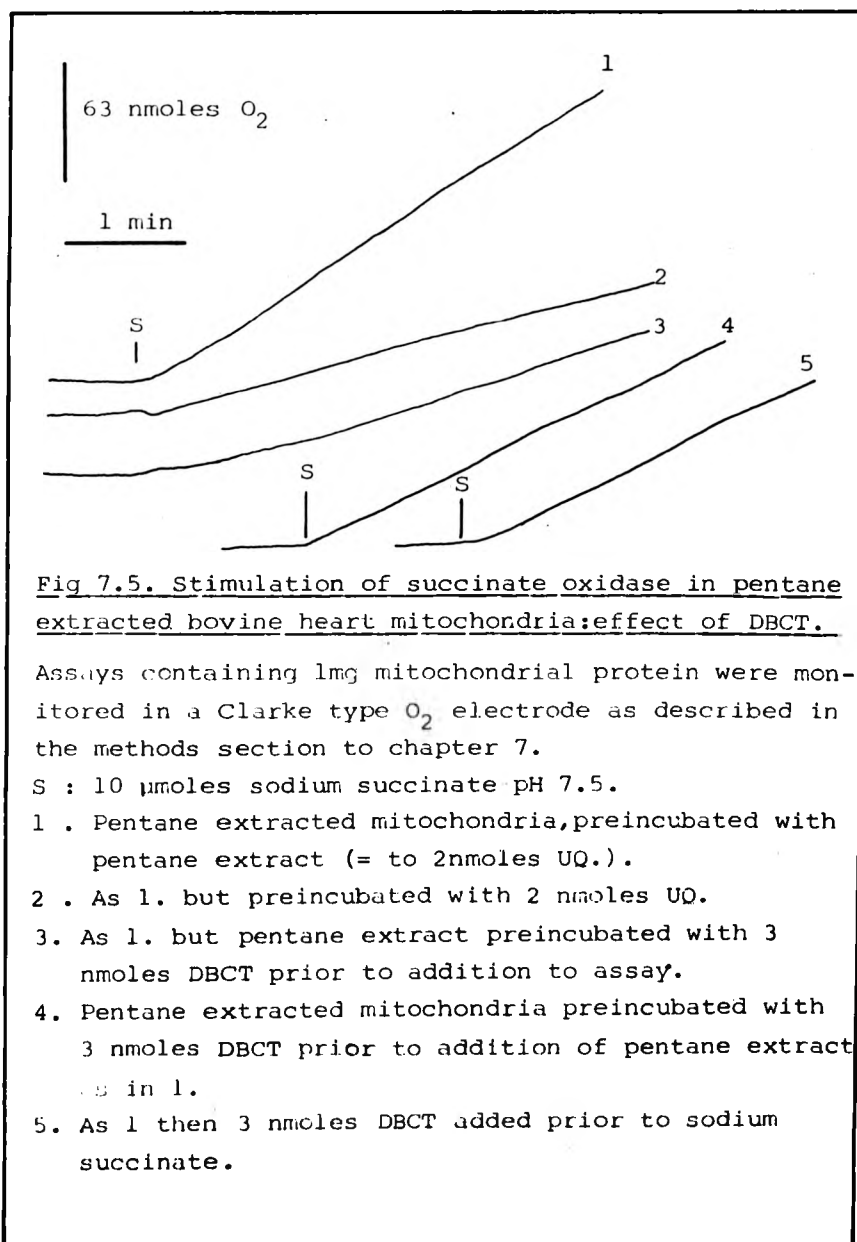 1
63 nmoles O2
1 min
2
S
3
4
5
S
S
Fig 7.5. Stimulation of succinate oxidase in pentane
extracted bovine heart mitochondria:effect of DBCT.
Assays containing 1mg mitochondrial protein were mon-
itored in a Clarke type O2 electrode as described in
the methods section to chapter 7.
S : 10 µmoles sodium succinate pH 7.5.
1 . Pentane extracted mitochondria,preincubated with
pentane extract (= to 2nmoles UQ.).
2 . As 1. but preincubated with 2 nmoles UQ.
3. As 1. but pentane extract preincubated with 3
nmoles DBCT prior to addition to assay.
4. Pentane extracted mitochondria preincubated with
3 nmoles DBCT prior to addition of pentane extract
in 1.
5. As 1 then 3 nmoles DBCT added prior to sodium
succinate.